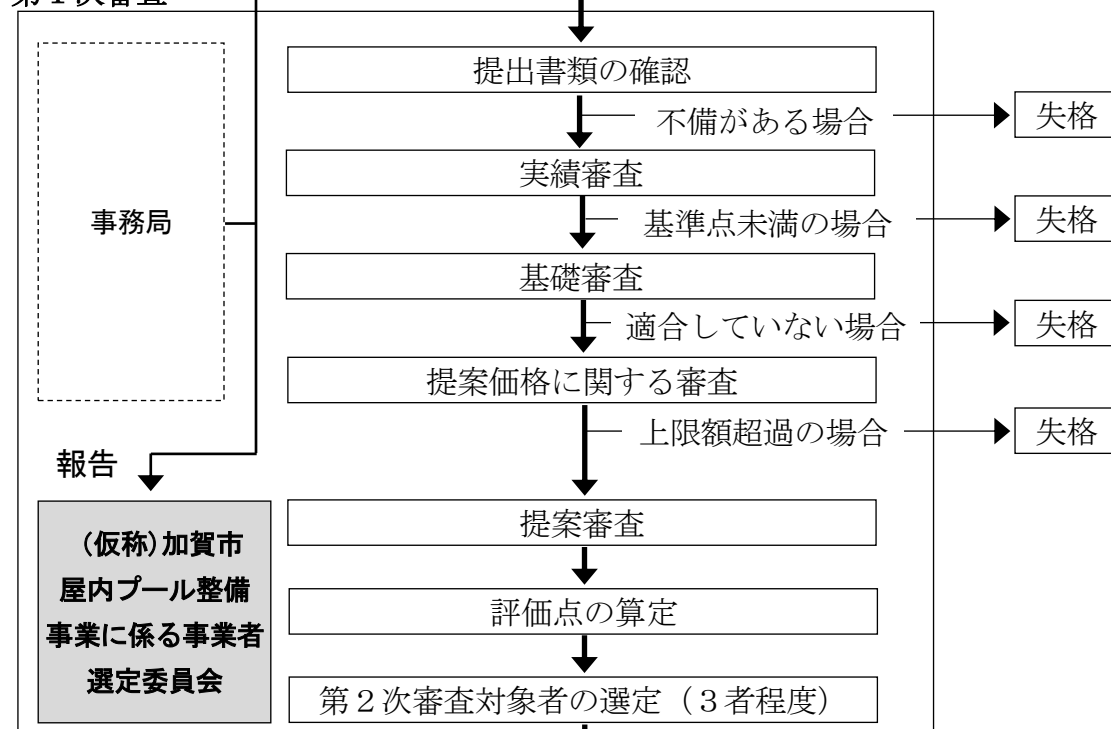 第１次審査
提出書類の確認
不備がある場合
失格
実績審査
事務局
基準点未満の場合
失格
基礎審査
適合していない場合
失格
提案価格に関する審査
上限額超過の場合
失格
報告
提案審査
（仮称）加賀市
屋内プール整備
事業に係る事業者
選定委員会
評価点の算定
第２次審査対象者の選定（３者程度）